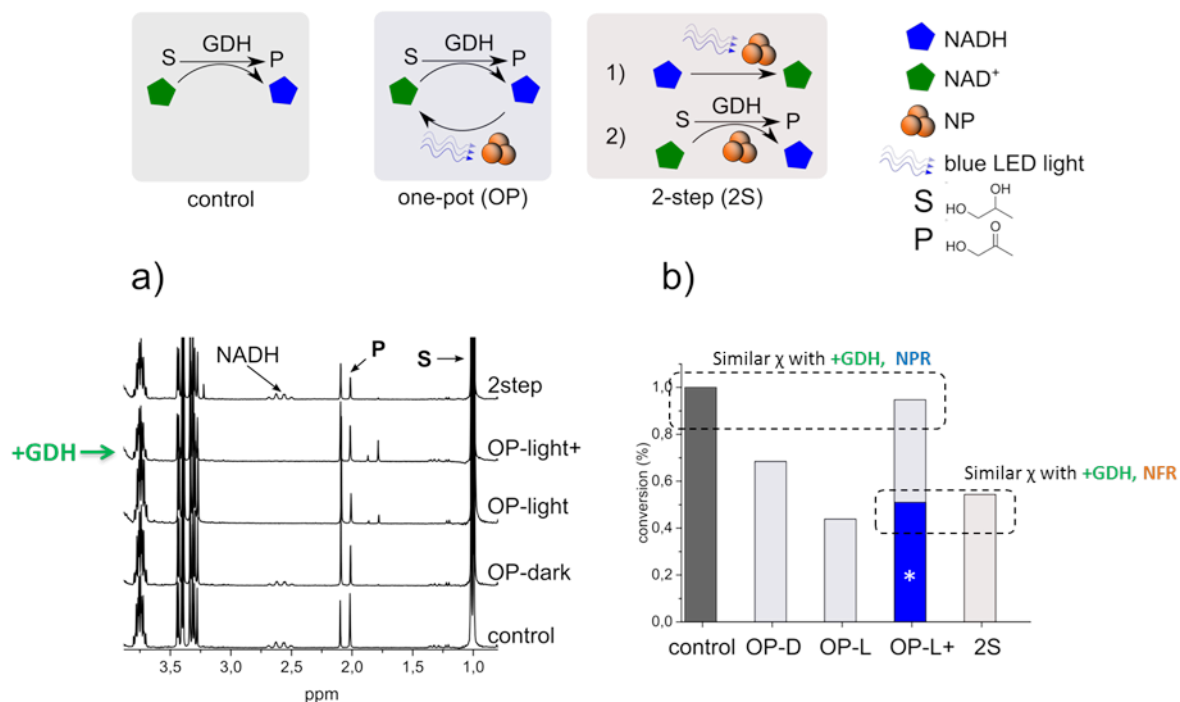 S GDH P
control
S GDH P
one-pot (OP)
1)
2) S GDH P
2-step (2S)
NADH
NAD+
NP
blue LED light
S HO OH
P HO O
a)
NADH
P
S
2step
+GDH
OP-light+
OP-light
OP-dark
control
3,5 3,0 2,5 2,0 1,5 1,0
ppm
b)
Similar χ with +GDH, NPR
Similar χ with +GDH, NFR
conversion (%)
1,0
0,8
0,6
0,4
0,2
0,0
*
control OP-D OP-L OP-L+ 2S